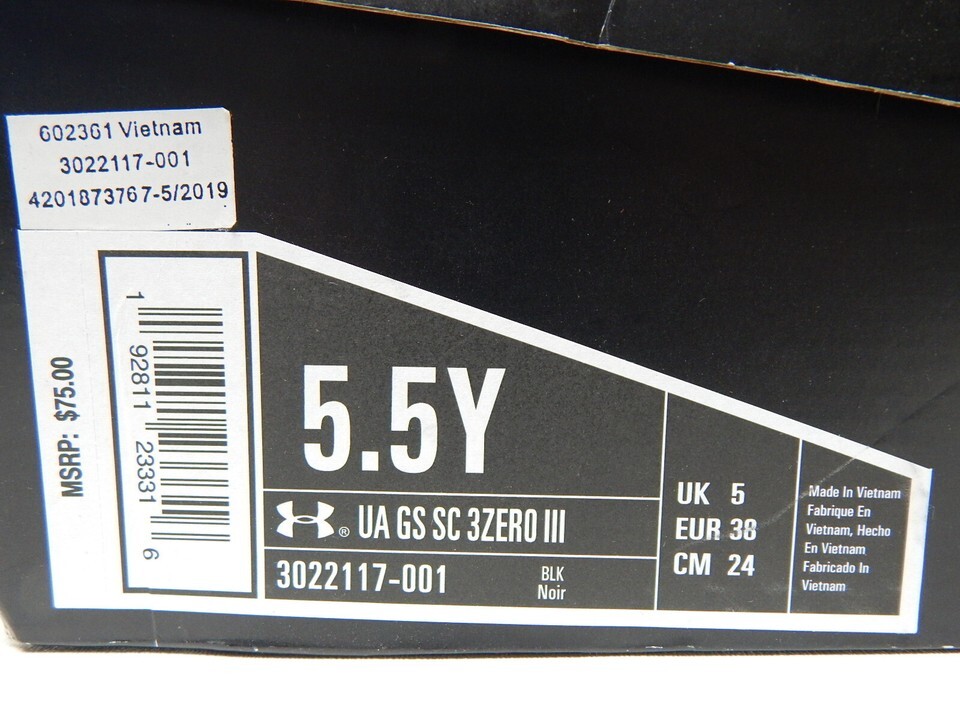 602361 Vietnam
3022117-001
4201873767-5/2019
MSRP: $75.00
1 92811 23331 6
5.5Y
® UA GS SC 3ZERO III
3022117-001
BLK
Noir
UK 5
EUR 38
CM 24
Made In Vietnam
Fabrique En
Vietnam, Hecho
En Vietnam
Fabricado In
Vietnam